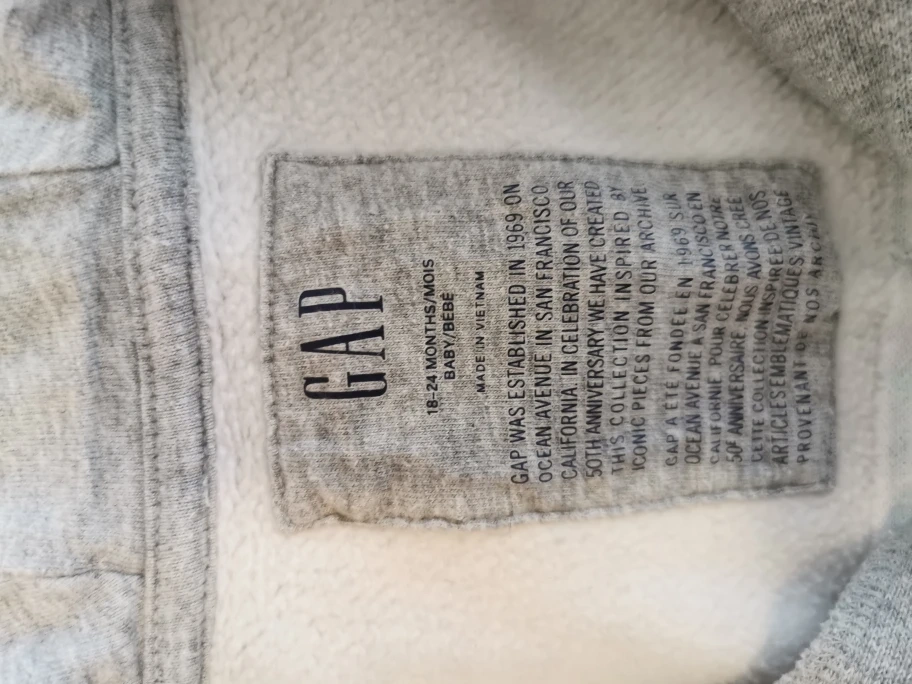 GAP
18-24 MONTHS/MOIS
BABY/BÉBÉ
MADE IN VIETNAM
GAP WAS ESTABLISHED IN 1969 ON
OCEAN AVENUE IN SAN FRANCISCO,
CALIFORNIA. IN CELEBRATION OF OUR
50TH ANNIVERSARY WE HAVE CREATED
THIS COLLECTION INSPIRED BY
ICONIC PIECES FROM OUR ARCHIVE
GAP A ÉTÉ FONDÉE EN 1969 SUR
OCEAN AVENUE À SAN FRANCISCO EN
CALIFORNIE POUR CÉLÉBRER NOTRE
50E ANNIVERSAIRE, NOUS AVONS CRÉÉ
CETTE COLLECTION INSPIRÉE DE NOS
ARTICLES EMBLÉMATIQUES VINTAGE
PROVENANT DE NOS